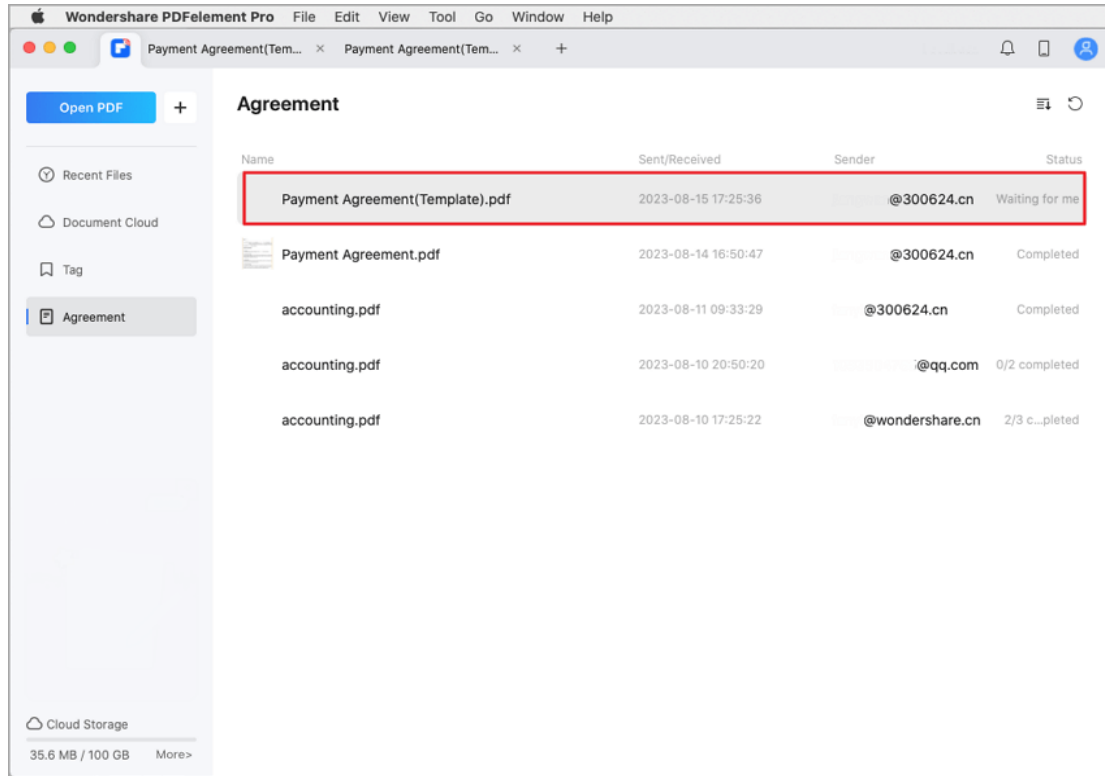 Wondershare PDFelement Pro File Edit View Tool Go Window Help
Payment Agreement(Tem... × Payment Agreement(Tem... × +
Open PDF +
Recent Files
Document Cloud
Tag
Agreement
Cloud Storage
35.6 MB / 100 GB More>
Agreement
Name Sent/Received Sender Status
Payment Agreement(Template).pdf 2023-08-15 17:25:36 @300624.cn Waiting for me
Payment Agreement.pdf 2023-08-14 16:50:47 @300624.cn Completed
accounting.pdf 2023-08-11 09:33:29 @300624.cn Completed
accounting.pdf 2023-08-10 20:50:20 @qq.com 0/2 completed
accounting.pdf 2023-08-10 17:25:22 @wondershare.cn 2/3 c...pleted